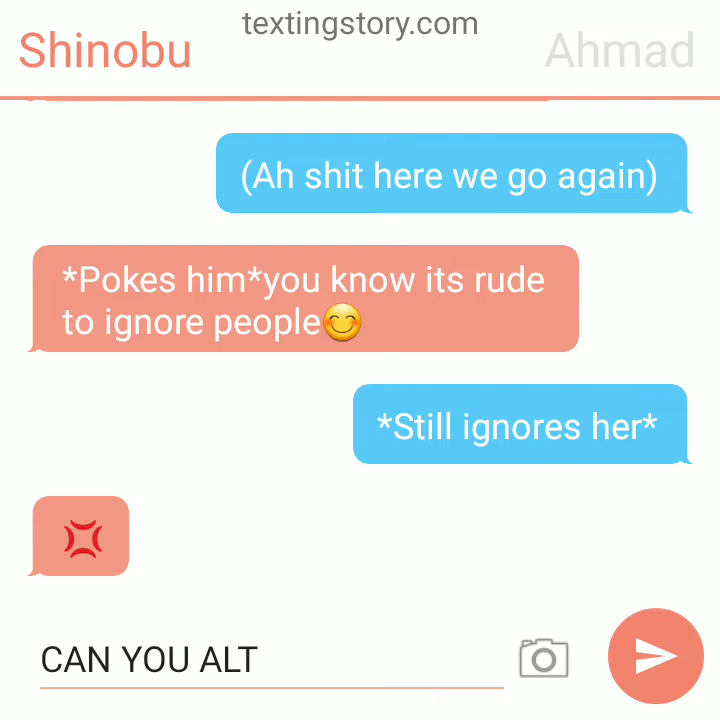 textingstory.com
Shinobu
Ahmad
(Ah shit here we go again)
*Pokes him*you know its rude
to ignore people😊
*Still ignores her*
💢
CAN YOU ALT